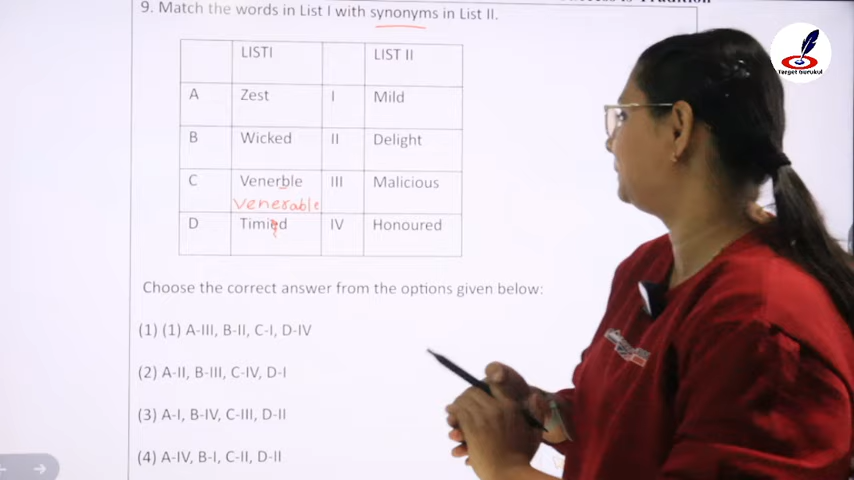 9. Match the words in List I with synonyms in List II.
LISTI LIST II
A Zest I Mild
B Wicked II Delight
C Venerble III Malicious
venerable
D Timied IV Honoured
Choose the correct answer from the options given below:
(1) (1) A-III, B-II, C-I, D-IV
(2) A-II, B-III, C-IV, D-I
(3) A-I, B-IV, C-III, D-II
(4) A-IV, B-I, C-II, D-II
Target Gurukul